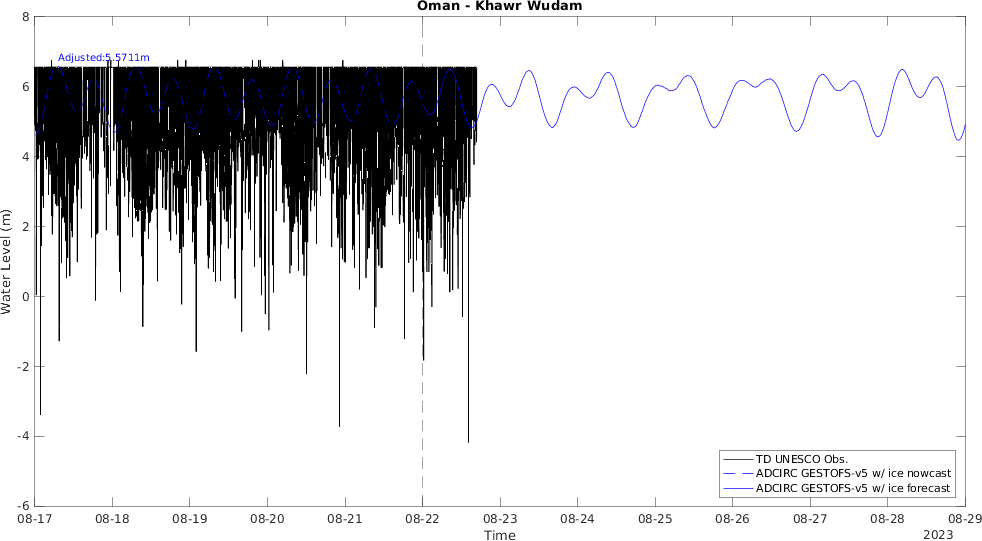 Oman - Khawr Wudam
8
6
4
2
0
-2
-4
-6
Water Level (m)
Adjusted:5.5711m
TD UNESCO Obs.
ADCIRC GESTOFS-v5 w/ ice nowcast
ADCIRC GESTOFS-v5 w/ ice forecast
08-17 08-18 08-19 08-20 08-21 08-22 08-23 08-24 08-25 08-26 08-27 08-28 08-29
Time
2023